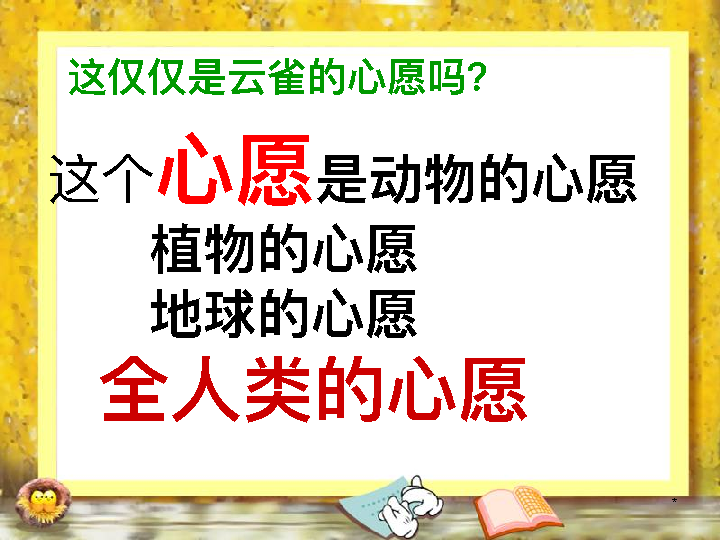 这仅仅是云雀的心愿吗?
这个心愿是动物的心愿
植物的心愿
地球的心愿
全人类的心愿
*